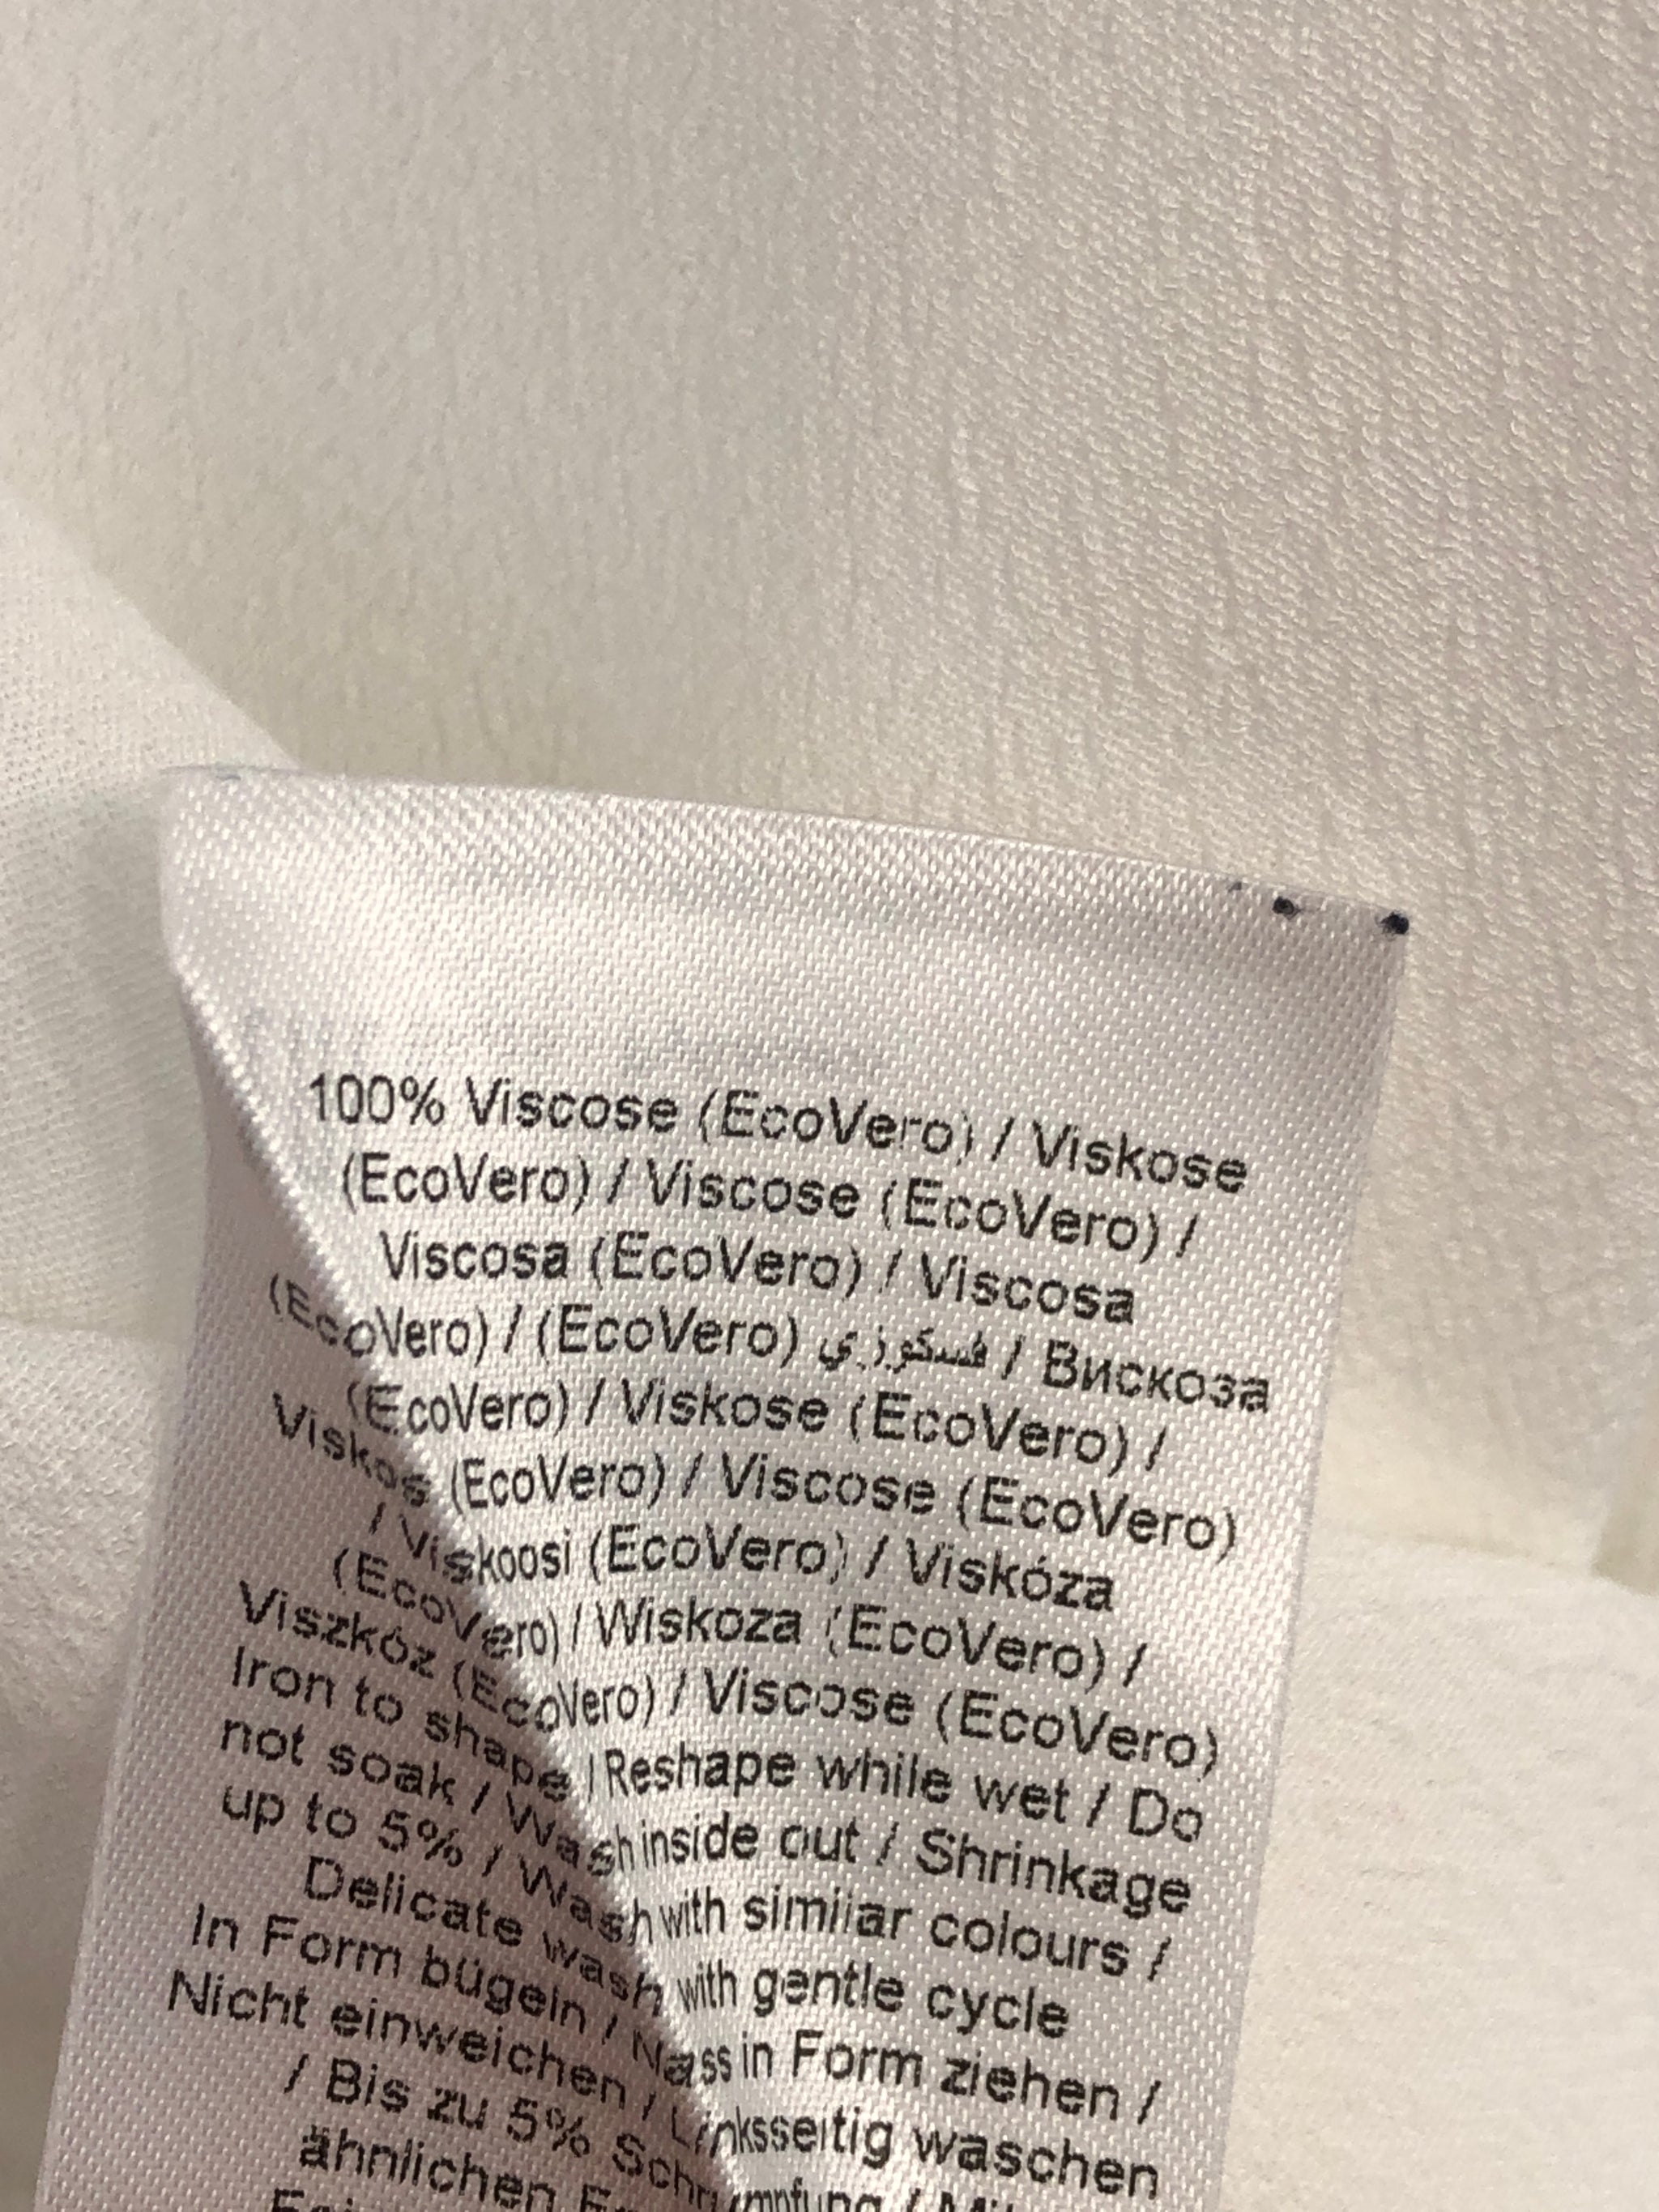 100% Viscose (EcoVero) / Viskose
(EcoVero) / Viscose (EcoVero) /
Viscosa (EcoVero) / Viscosa
(EcoVero) / (EcoVero) فسكوزي / Вискоза
(EcoVero) / Viskose (EcoVero) /
Viskos (EcoVero) / Viscose (EcoVero)
/ Viskoosi (EcoVero) / Viskóza
(EcoVero) / Wiskoza (EcoVero) /
Viszkóz (EcoVero) / Viscose (EcoVero)
Iron to shape / Reshape while wet / Do
not soak / Wash inside out / Shrinkage
up to 5% / Wash with similar colours /
Delicate wash with gentle cycle
In Form bügeln / Nass in Form ziehen /
Nicht einweichen / Linksseitig waschen
/ Bis zu 5% Schrumpfung /
ähnlichen